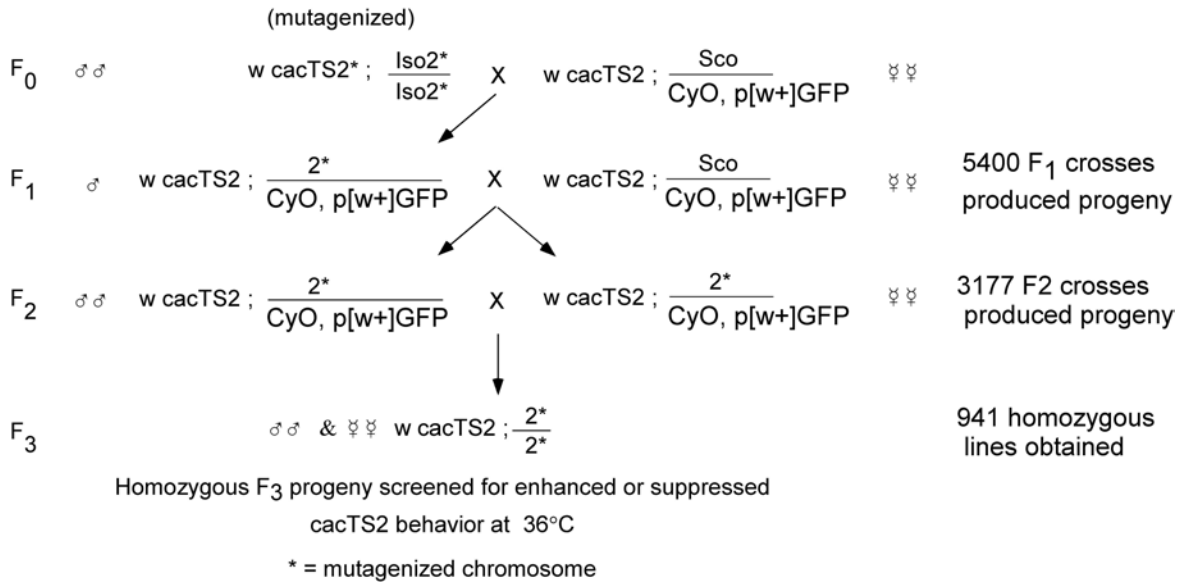 (mutagenized)
F0 ♂♂ w cacTS2* ; Iso2* / Iso2* X w cacTS2 ; Sco / CyO, p[w+]GFP ☿☿
F1 ♂ w cacTS2 ; 2* / CyO, p[w+]GFP X w cacTS2 ; Sco / CyO, p[w+]GFP ☿☿ 5400 F1 crosses
produced progeny
F2 ♂♂ w cacTS2 ; 2* / CyO, p[w+]GFP X w cacTS2 ; 2* / CyO, p[w+]GFP ☿☿ 3177 F2 crosses
produced progeny
F3 ♂♂ & ☿☿ w cacTS2 ; 2* / 2* 941 homozygous
lines obtained
Homozygous F3 progeny screened for enhanced or suppressed
cacTS2 behavior at 36°C
* = mutagenized chromosome